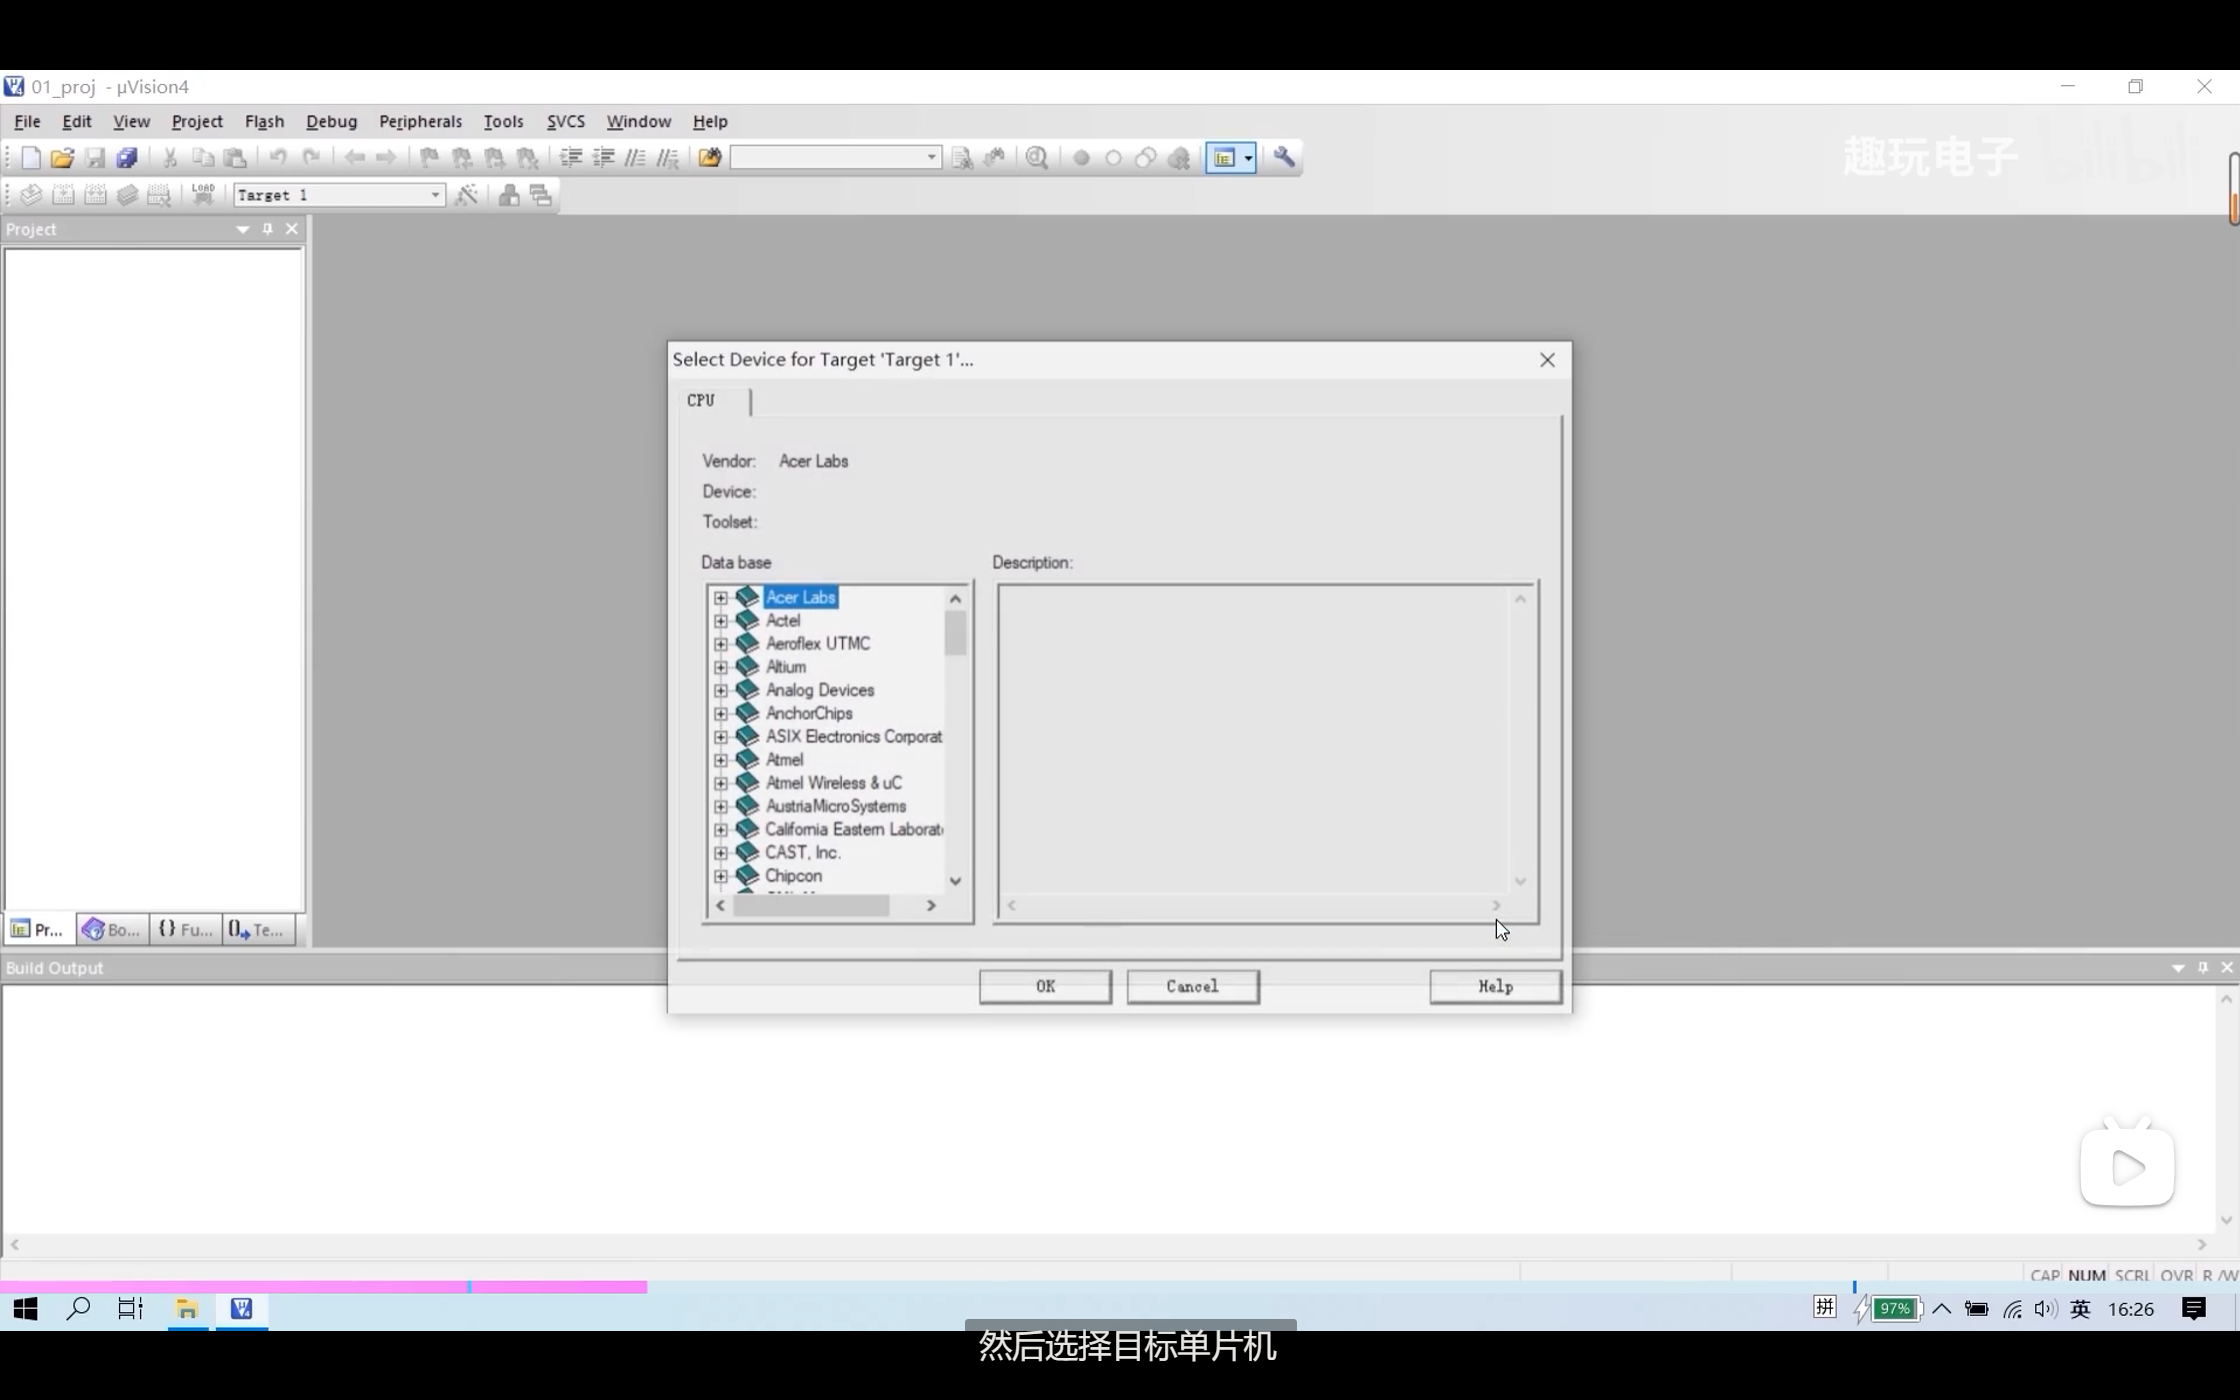 01_proj - µVision4
File Edit View Project Flash Debug Peripherals Tools SVCS Window Help
趣玩电子 bilibili
LOAD
Target 1
Project
Select Device for Target 'Target 1'...
CPU
Vendor: Acer Labs
Device:
Toolset:
Data base
Description:
Acer Labs
Actel
Aeroflex UTMC
Altium
Analog Devices
AnchorChips
ASIX Electronics Corporat
Atmel
Atmel Wireless & uC
AustriaMicroSystems
California Eastern Laborat
CAST, Inc.
Chipcon
Pr... Bo... {} Fu... Te...
OK Cancel Help
Build Output
CAP NUM SCRL OVR R/W
拼 97% 英 16:26
然后选择目标单片机